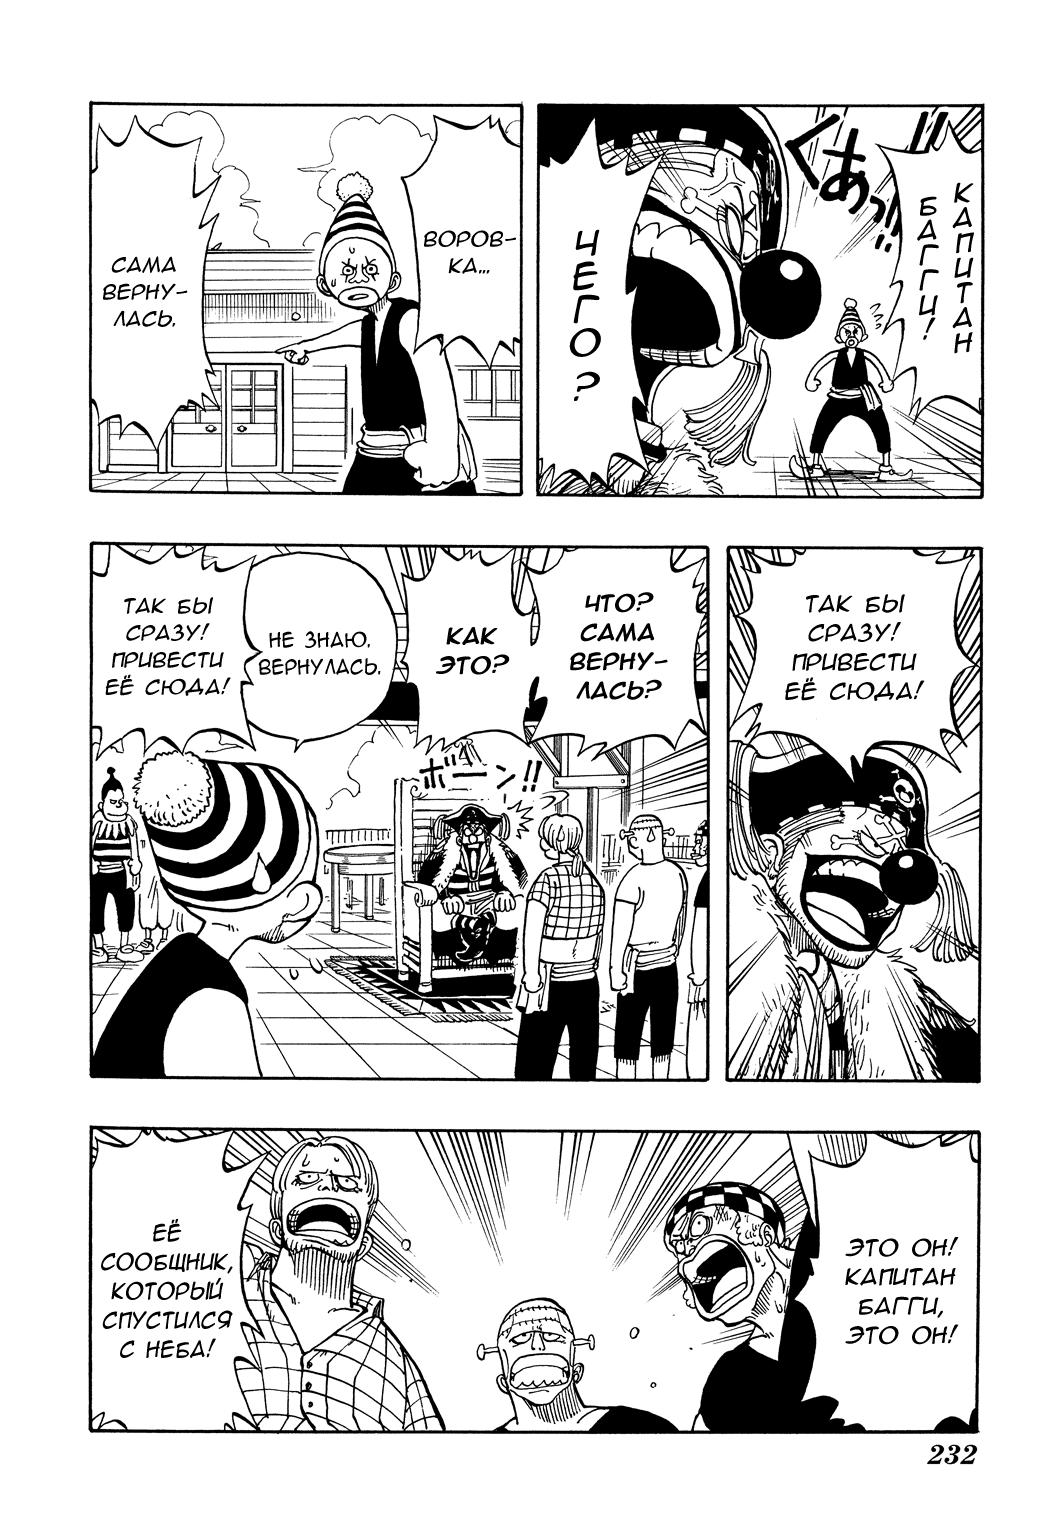 КАПИТАН
БАГГИ!
くあっ!!
ЧЕГО?
ВОРОВ-
КА...
САМА
ВЕРНУ-
ЛАСЬ.
ТАК БЫ
СРАЗУ!
ПРИВЕСТИ
ЕЁ СЮДА!
ЧТО?
САМА
ВЕРНУ-
ЛАСЬ?
КАК
ЭТО?
НЕ ЗНАЮ.
ВЕРНУЛАСЬ.
ТАК БЫ
СРАЗУ!
ПРИВЕСТИ
ЕЁ СЮДА!
ボーン!!
ЭТО ОН!
КАПИТАН
БАГГИ,
ЭТО ОН!
ЕЁ
СООБЩНИК,
КОТОРЫЙ
СПУСТИЛСЯ
С НЕБА!
232